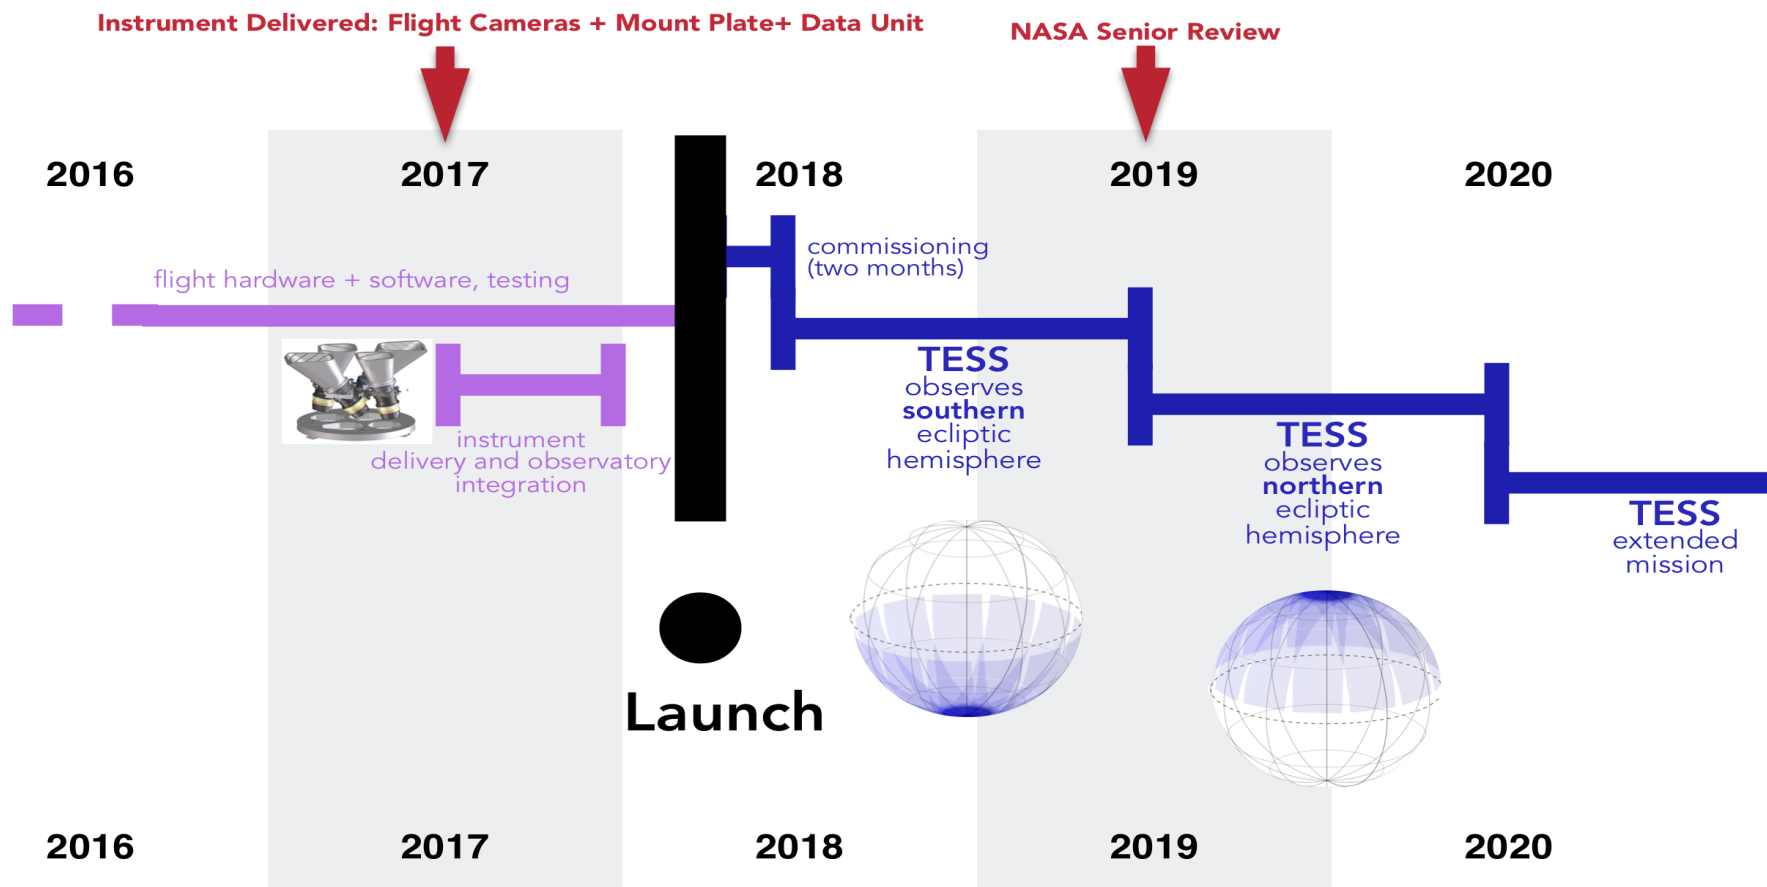 Instrument Delivered: Flight Cameras + Mount Plate+ Data Unit
NASA Senior Review
2016
2017
2018
2019
2020
commissioning
(two months)
flight hardware + software, testing
instrument
delivery and observatory
integration
TESS
observes
southern
ecliptic
hemisphere
TESS
observes
northern
ecliptic
hemisphere
TESS
extended
mission
Launch
2016
2017
2018
2019
2020